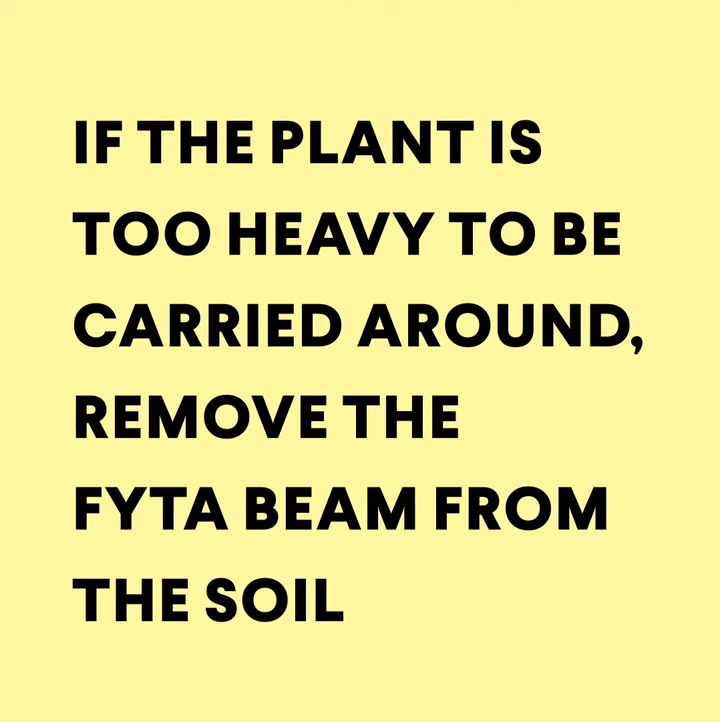 IF THE PLANT IS
TOO HEAVY TO BE
CARRIED AROUND,
REMOVE THE
FYTA BEAM FROM
THE SOIL